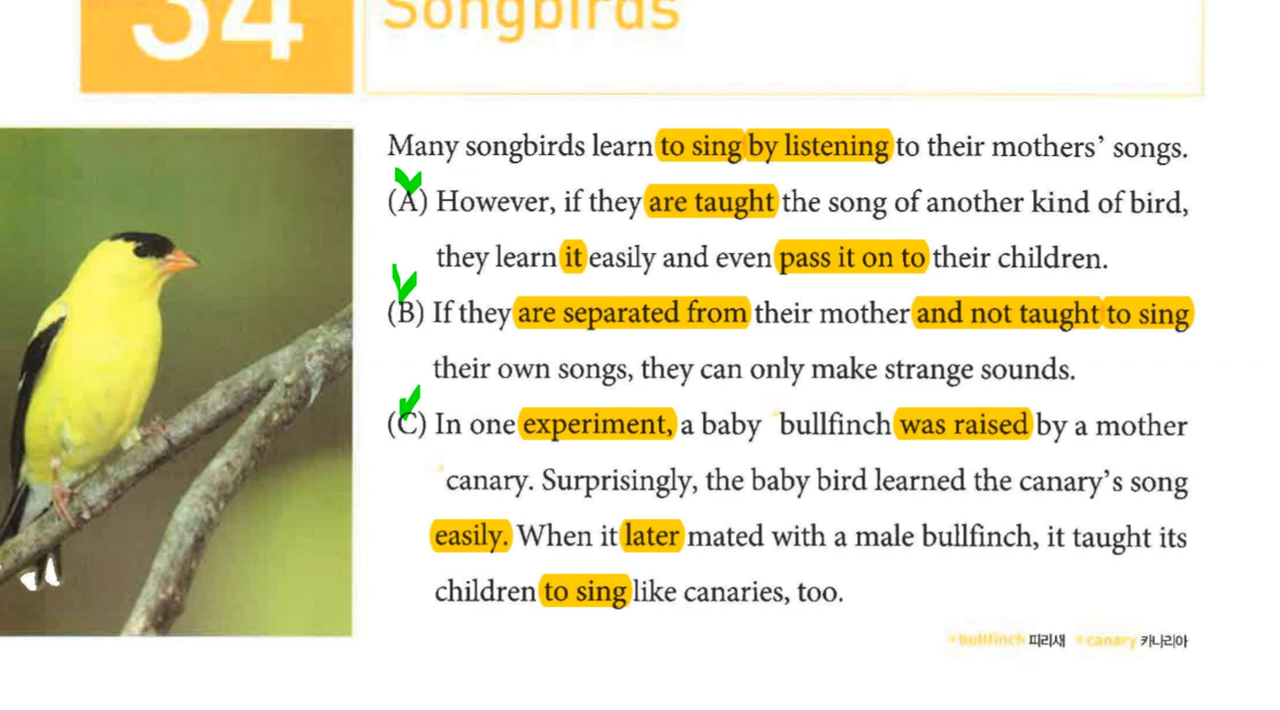 34
Songbirds
Many songbirds learn to sing by listening to their mothers' songs.
(A) However, if they are taught the song of another kind of bird,
they learn it easily and even pass it on to their children.
(B) If they are separated from their mother and not taught to sing
their own songs, they can only make strange sounds.
(C) In one experiment, a baby *bullfinch was raised by a mother
*canary. Surprisingly, the baby bird learned the canary's song
easily. When it later mated with a male bullfinch, it taught its
children to sing like canaries, too.
*bullfinch 피리새 *canary 카나리아